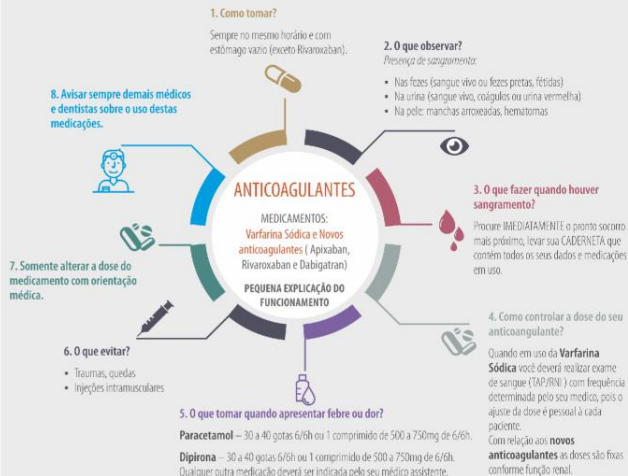 1. Como tomar?
Sempre no mesmo horário e com
estômago vazio (exceto Rivaroxaban).
2. O que observar?
Presença de sangramento:
• Nas fezes (sangue vivo ou fezes pretas, fétidas)
• Na urina (sangue vivo, coágulos ou urina vermelha)
• Na pele: manchas arroxeadas, hematomas
3. O que fazer quando houver
sangramento?
Procure IMEDIATAMENTE o pronto socorro
mais próximo, levar sua CADERNETA que
contém todos os seus dados e medicações
em uso.
4. Como controlar a dose do seu
anticoagulante?
Quando em uso da Varfarina
Sódica você deverá realizar exame
de sangue (TAP/RNI ) com frequência
determinada pelo seu medico, pois o
ajuste da dose é pessoal à cada
paciente.
Com relação aos novos
anticoagulantes as doses são fixas
conforme função renal.
5. O que tomar quando apresentar febre ou dor?
Paracetamol – 30 a 40 gotas 6/6h ou 1 comprimido de 500 a 750mg de 6/6h.
Dipirona – 30 a 40 gotas 6/6h ou 1 comprimido de 500 a 750mg de 6/6h.
Qualquer outra medicação deverá ser indicada pelo seu médico assistente.
6. O que evitar?
• Traumas, quedas
• Injeções intramusculares
7. Somente alterar a dose do
medicamento com orientação
médica.
8. Avisar sempre demais médicos
e dentistas sobre o uso destas
medicações.
ANTICOAGULANTES
MEDICAMENTOS:
Varfarina Sódica e Novos
anticoagulantes ( Apixaban,
Rivaroxaban e Dabigatran)
PEQUENA EXPLICAÇÃO DO
FUNCIONAMENTO